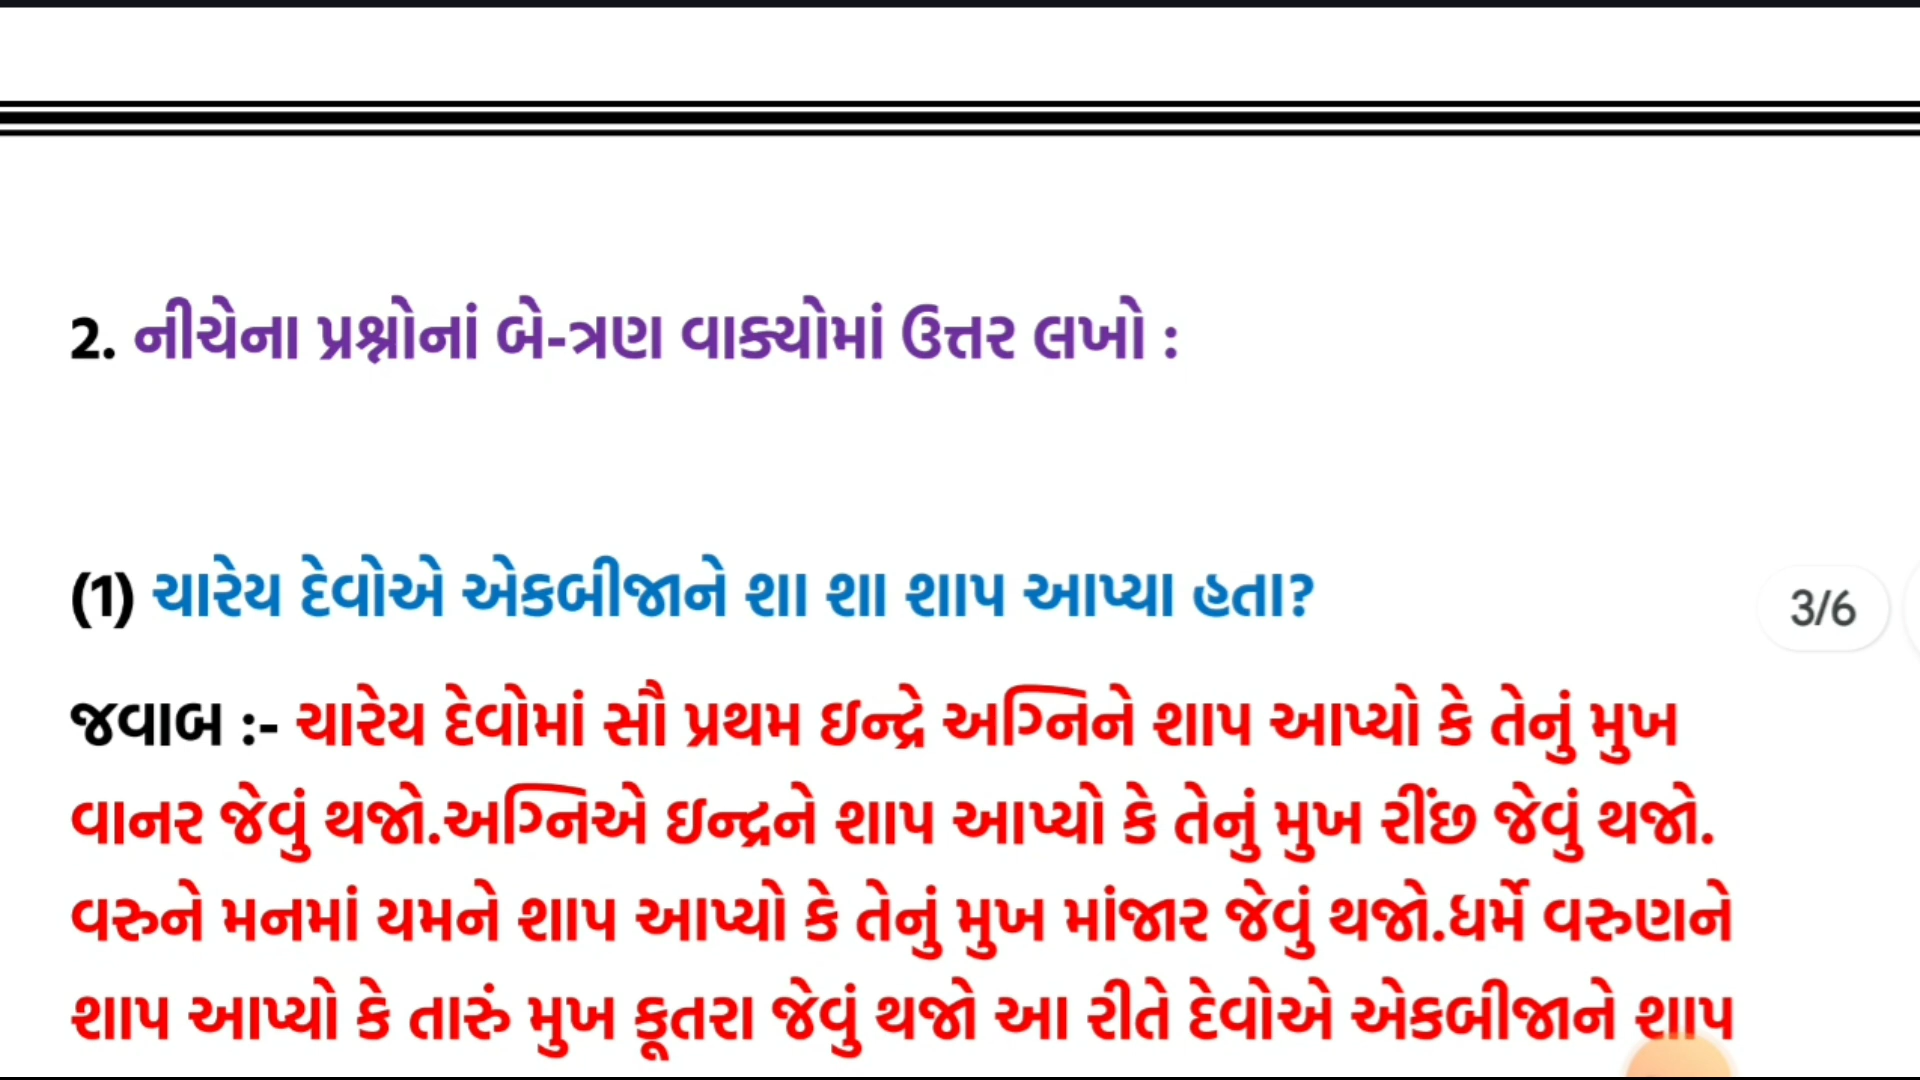 2. નીચેના પ્રશ્નોનાં બે-ત્રણ વાક્યોમાં ઉત્તર લખો :
(1) ચારેય દેવોએ એકબીજાને શા શા શાપ આપ્યા હતા?
3/6
જવાબ :- ચારેય દેવોમાં સૌ પ્રથમ ઇન્દ્રે અગ્નિને શાપ આપ્યો કે તેનું મુખ
વાનર જેવું થજો.અગ્નિએ ઇન્દ્રને શાપ આપ્યો કે તેનું મુખ રીંછ જેવું થજો.
વરુને મનમાં યમને શાપ આપ્યો કે તેનું મુખ માંજાર જેવું થજો.ધર્મે વરુણને
શાપ આપ્યો કે તારું મુખ કૂતરા જેવું થજો આ રીતે દેવોએ એકબીજાને શાપ